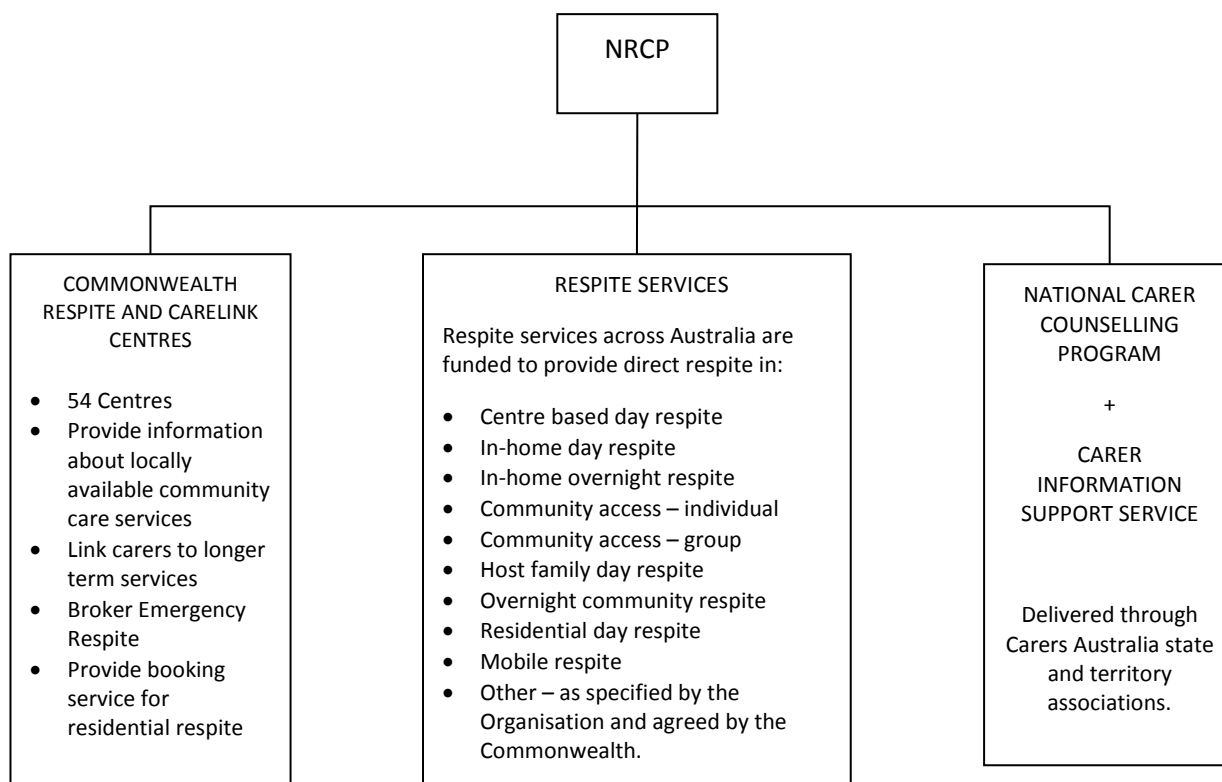 NRCP
COMMONWEALTH
RESPITE AND CARELINK
CENTRES
• 54 Centres
• Provide information
about locally
available community
care services
• Link carers to longer
term services
• Broker Emergency
Respite
• Provide booking
service for
residential respite
RESPITE SERVICES
Respite services across Australia are
funded to provide direct respite in:
• Centre based day respite
• In-home day respite
• In-home overnight respite
• Community access – individual
• Community access – group
• Host family day respite
• Overnight community respite
• Residential day respite
• Mobile respite
• Other – as specified by the
Organisation and agreed by the
Commonwealth.
NATIONAL CARER
COUNSELLING
PROGRAM
+
CARER
INFORMATION
SUPPORT SERVICE
Delivered through
Carers Australia state
and territory
associations.